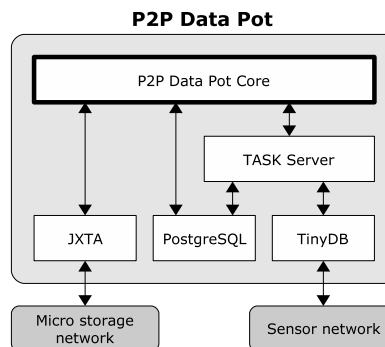 P2P Data Pot
P2P Data Pot Core
TASK Server
JXTA
PostgreSQL
TinyDB
Micro storage
network
Sensor network